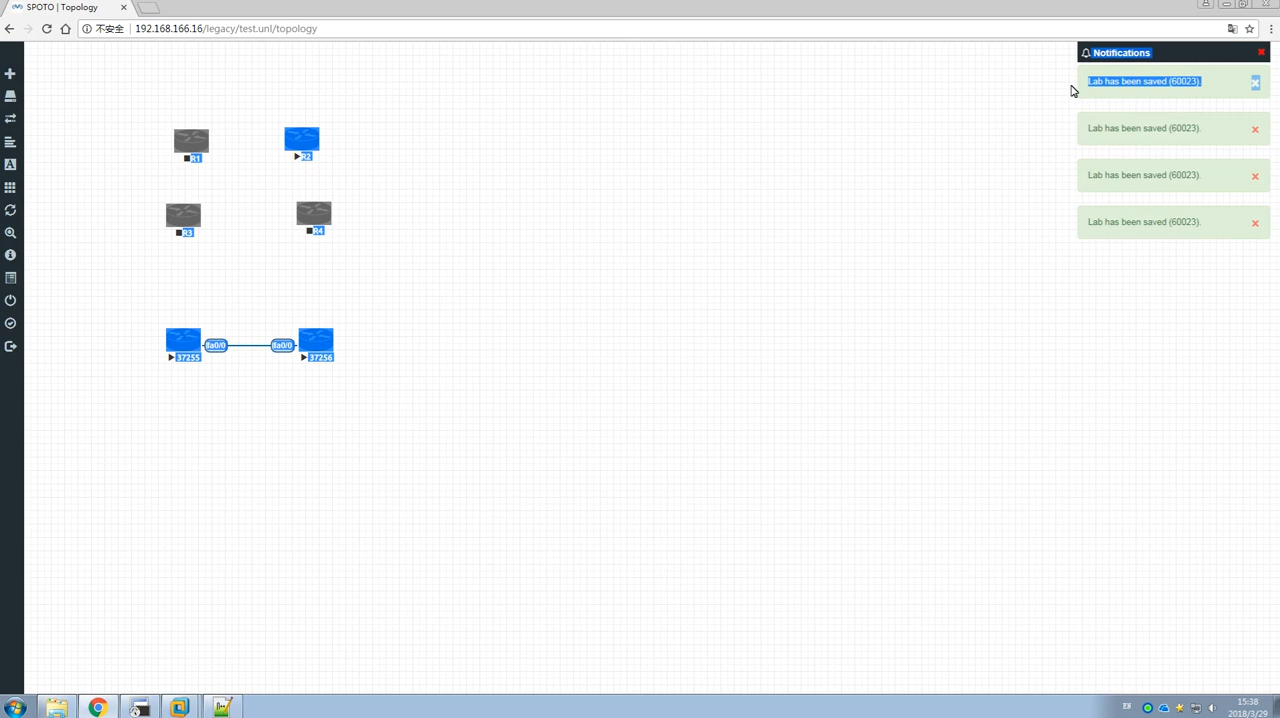 SPOTO | Topology
不安全 192.168.166.16/legacy/test.unl/topology
Notifications
Lab has been saved (60023).
Lab has been saved (60023).
Lab has been saved (60023).
Lab has been saved (60023).
R1
R2
R3
R4
fa0/0
fa0/0
37255
37256
15:38
2018/3/29